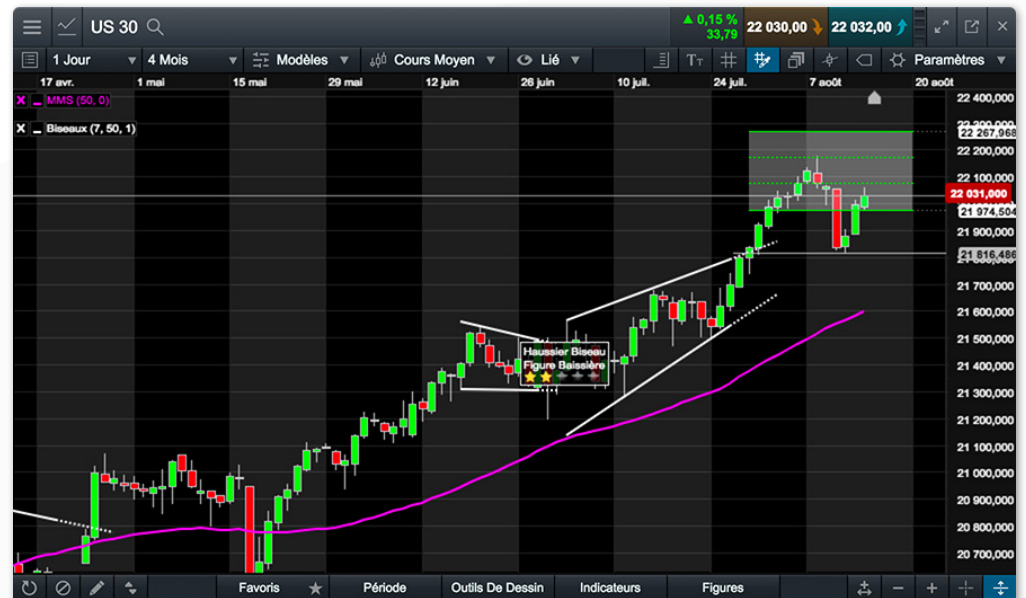 US 30
▲ 0,15 %
33,79
22 030,00
22 032,00
1 Jour ▼
4 Mois ▼
Modèles ▼
Cours Moyen ▼
Lié ▼
Paramètres ▼
17 avr.
1 mai
15 mai
29 mai
12 juin
26 juin
10 juil.
24 juil.
7 août
20 août
X MMS (50, 0)
X Biseaux (7, 50, 1)
22 400,000
22 267,968
22 200,000
22 100,000
22 031,000
21 974,504
21 900,000
21 816,486
21 700,000
21 600,000
21 500,000
21 400,000
21 300,000
21 200,000
21 100,000
21 000,000
20 900,000
20 800,000
20 700,000
Haussier Biseau
Figure Baissière
Favoris
Période
Outils De Dessin
Indicateurs
Figures